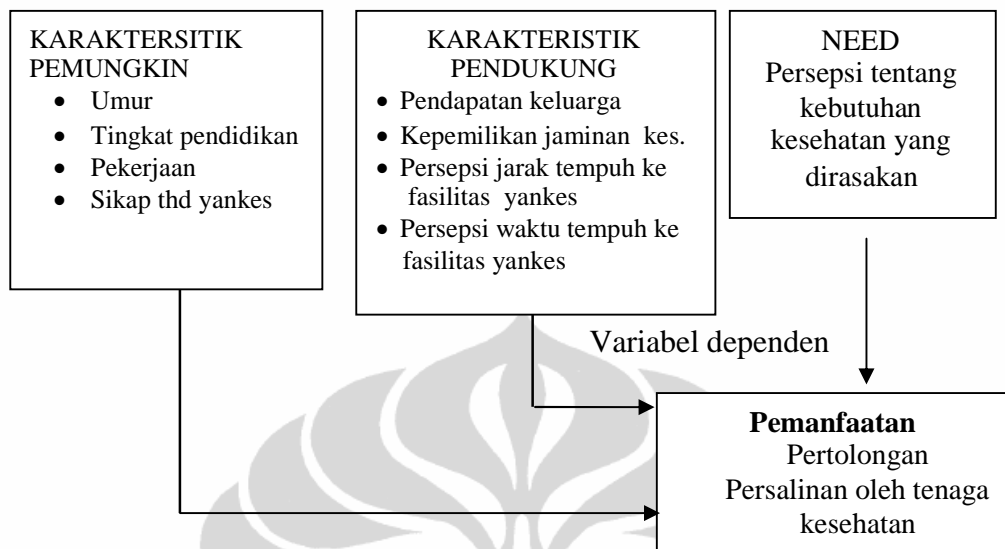 KARAKTERSITIK
PEMUNGKIN
• Umur
• Tingkat pendidikan
• Pekerjaan
• Sikap thd yankes
KARAKTERISTIK
PENDUKUNG
• Pendapatan keluarga
• Kepemilikan jaminan kes.
• Persepsi jarak tempuh ke
fasilitas yankes
• Persepsi waktu tempuh ke
fasilitas yankes
NEED
Persepsi tentang
kebutuhan
kesehatan yang
dirasakan
Variabel dependen
Pemanfaatan
Pertolongan
Persalinan oleh tenaga
kesehatan